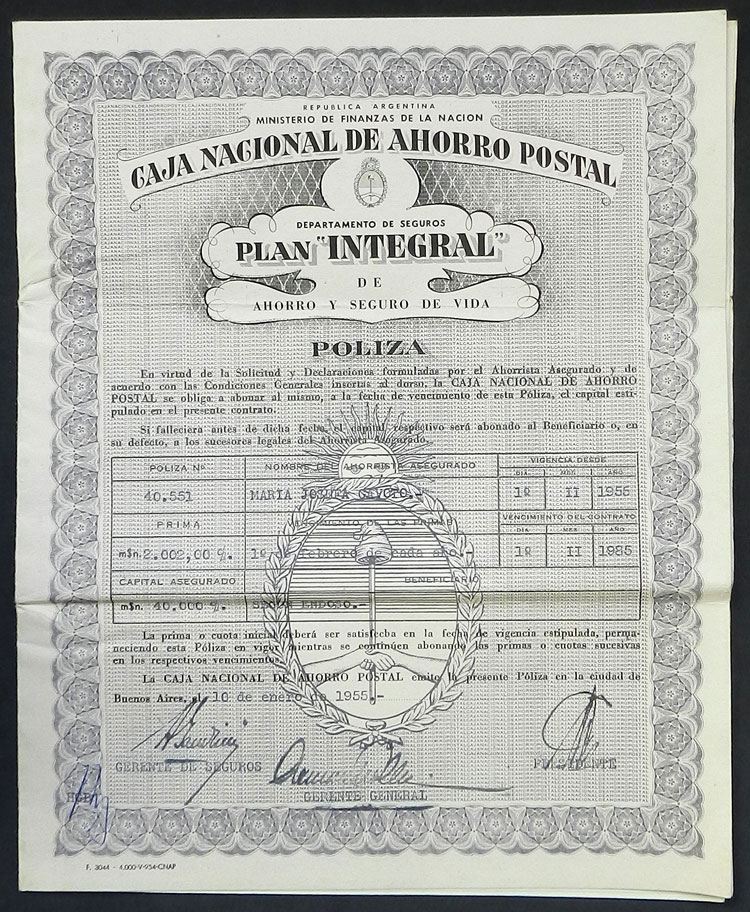 REPUBLICA ARGENTINA
MINISTERIO DE FINANZAS DE LA NACION
CAJA NACIONAL DE AHORRO POSTAL
DEPARTAMENTO DE SEGUROS
PLAN "INTEGRAL"
DE
AHORRO Y SEGURO DE VIDA
POLIZA
En virtud de la Solicitud y Declaraciones formuladas por el Ahorrista Asegurado y de
acuerdo con las Condiciones Generales insertas al dorso, la CAJA NACIONAL DE AHORRO
POSTAL se obliga a abonar al mismo, a la fecha de vencimiento de esta Póliza, el capital esti-
pulado en el presente contrato.
Si falleciera antes de dicha fecha, el capital respectivo será abonado al Beneficiario o, en
su defecto, a los sucesores legales del Ahorrista Asegurado.
POLIZA Nº NOMBRE DEL AHORRISTA ASEGURADO VIGENCIA DESDE
DIA MES AÑO
40.551 MARIA 1º II 1955
PRIMA VENCIMIENTO DEL CONTRATO
DIA MES AÑO
m$n. 2.002,00 %. 1º de febrero de cada año.- 1º II 1985
CAPITAL ASEGURADO BENEFICIARIO
m$n. 40.000 %. ENDOSO.-
La prima o cuota inicial deberá ser satisfecha en la fecha de vigencia estipulada, perma-
neciendo esta Póliza en vigor mientras se continúen abonando las primas o cuotas sucesivas
en los respectivos vencimientos.
La CAJA NACIONAL DE AHORRO POSTAL emite la presente Póliza en la ciudad de
Buenos Aires, el 10 de enero de 1955.-
GERENTE DE SEGUROS
PRESIDENTE
GERENTE GENERAL
F. 3044 - 4.000-V-954-CNAP